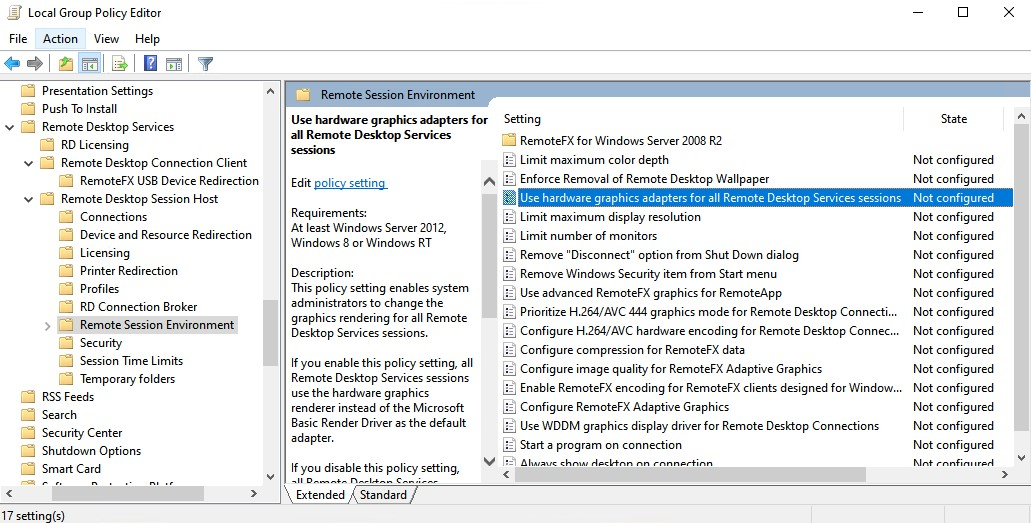 Local Group Policy Editor
File Action View Help
Presentation Settings
Push To Install
Remote Desktop Services
RD Licensing
Remote Desktop Connection Client
RemoteFX USB Device Redirection
Remote Desktop Session Host
Connections
Device and Resource Redirection
Licensing
Printer Redirection
Profiles
RD Connection Broker
Remote Session Environment
Security
Session Time Limits
Temporary folders
RSS Feeds
Search
Security Center
Shutdown Options
Smart Card
Remote Session Environment
Use hardware graphics adapters for
all Remote Desktop Services
sessions
Edit policy setting
Requirements:
At least Windows Server 2012,
Windows 8 or Windows RT
Description:
This policy setting enables system
administrators to change the
graphics rendering for all Remote
Desktop Services sessions.
If you enable this policy setting, all
Remote Desktop Services sessions
use the hardware graphics
renderer instead of the Microsoft
Basic Render Driver as the default
adapter.
If you disable this policy setting,
all Remote Desktop Services
Setting State
RemoteFX for Windows Server 2008 R2
Limit maximum color depth Not configured
Enforce Removal of Remote Desktop Wallpaper Not configured
Use hardware graphics adapters for all Remote Desktop Services sessions Not configured
Limit maximum display resolution Not configured
Limit number of monitors Not configured
Remove "Disconnect" option from Shut Down dialog Not configured
Remove Windows Security item from Start menu Not configured
Use advanced RemoteFX graphics for RemoteApp Not configured
Prioritize H.264/AVC 444 graphics mode for Remote Desktop Connecti... Not configured
Configure H.264/AVC hardware encoding for Remote Desktop Connec... Not configured
Configure compression for RemoteFX data Not configured
Configure image quality for RemoteFX Adaptive Graphics Not configured
Enable RemoteFX encoding for RemoteFX clients designed for Window... Not configured
Configure RemoteFX Adaptive Graphics Not configured
Use WDDM graphics display driver for Remote Desktop Connections Not configured
Start a program on connection Not configured
Always show desktop on connection Not configured
Extended Standard
17 setting(s)